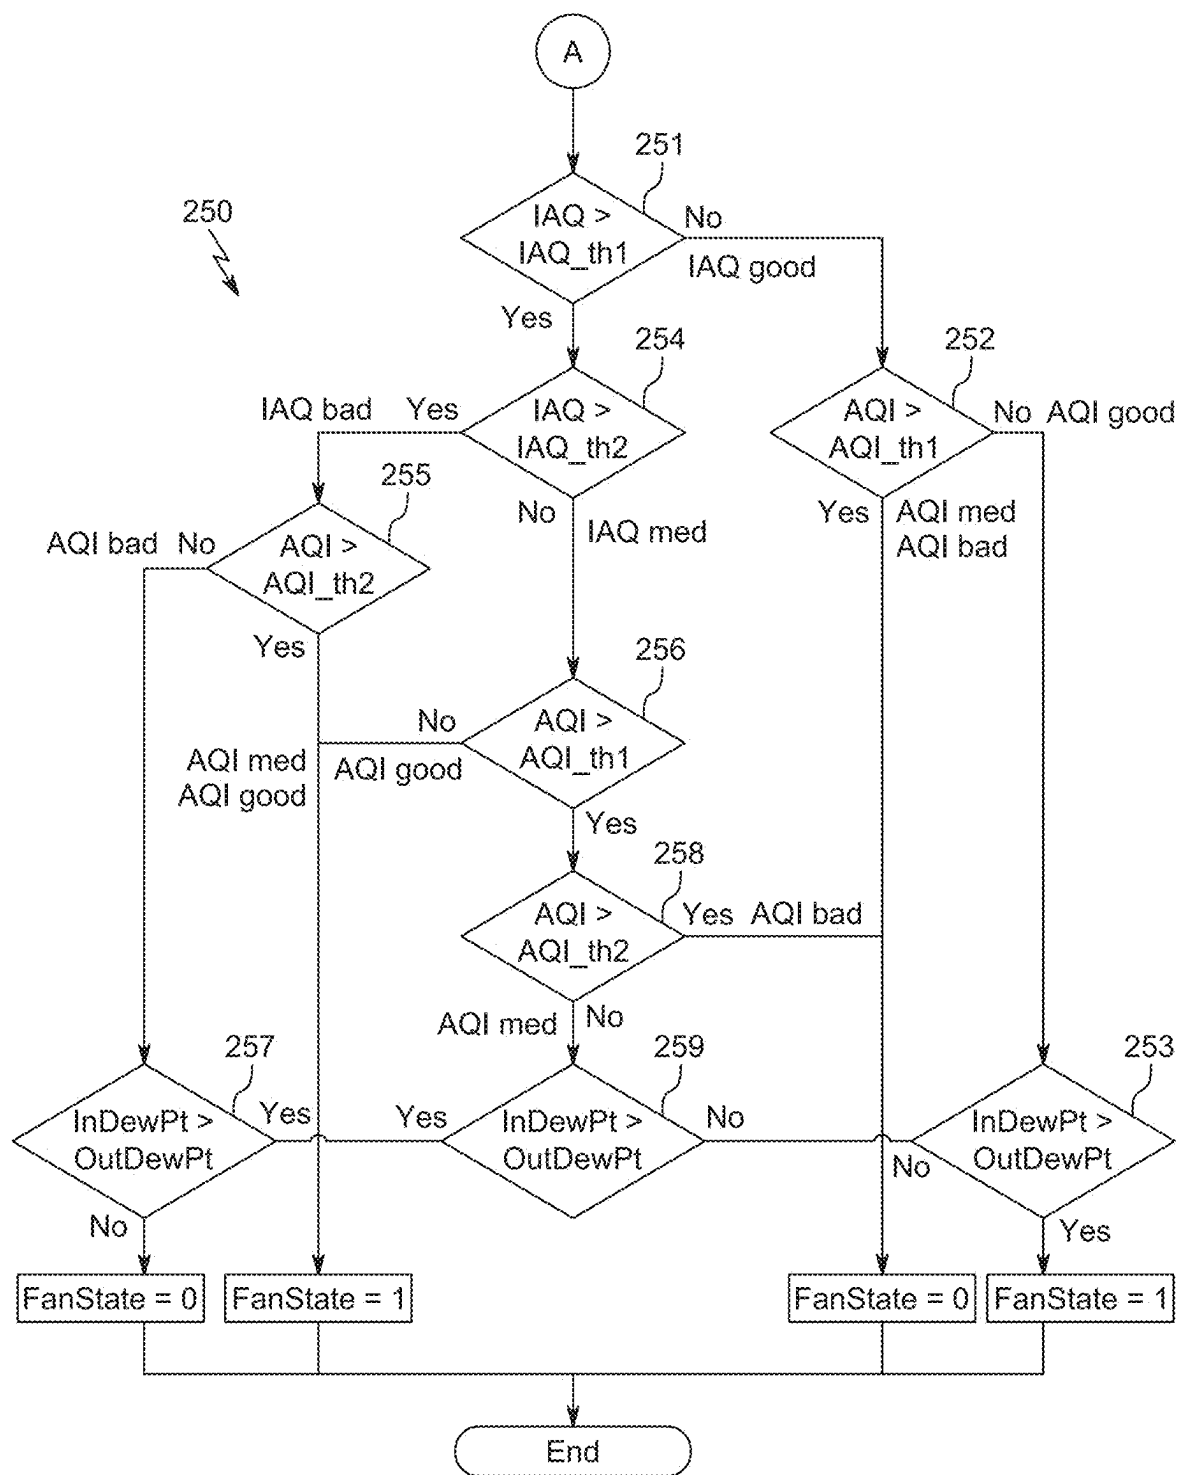 A
251
250
IAQ >
IAQ_th1
No
IAQ good
Yes
254
252
IAQ bad Yes
IAQ >
IAQ_th2
AQI >
AQI_th1
No AQI good
255
No
IAQ med
Yes
AQI med
AQI bad
AQI bad No
AQI >
AQI_th2
Yes
256
No
AQI >
AQI_th1
AQI med
AQI good
AQI good
Yes
258
AQI >
AQI_th2
Yes AQI bad
AQI med No
257
259
253
InDewPt >
OutDewPt
Yes
Yes
InDewPt >
OutDewPt
No
No
InDewPt >
OutDewPt
No
Yes
FanState = 0
FanState = 1
FanState = 0
FanState = 1
End